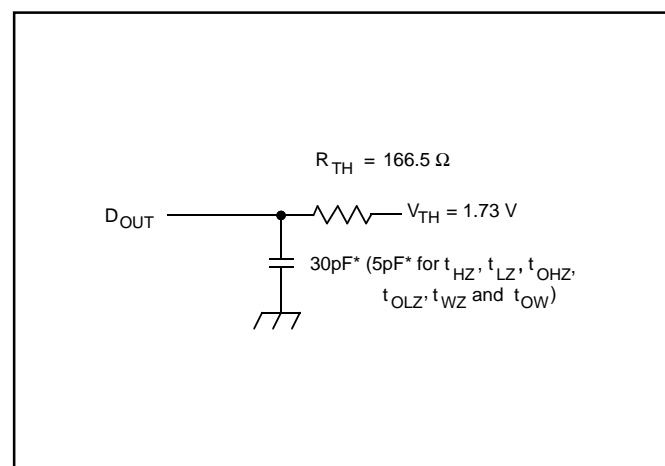 R_TH = 166.5 Ω
D_OUT
V_TH = 1.73 V
30pF* (5pF* for t_HZ, t_LZ, t_OHZ,
t_OLZ, t_WZ and t_OW)